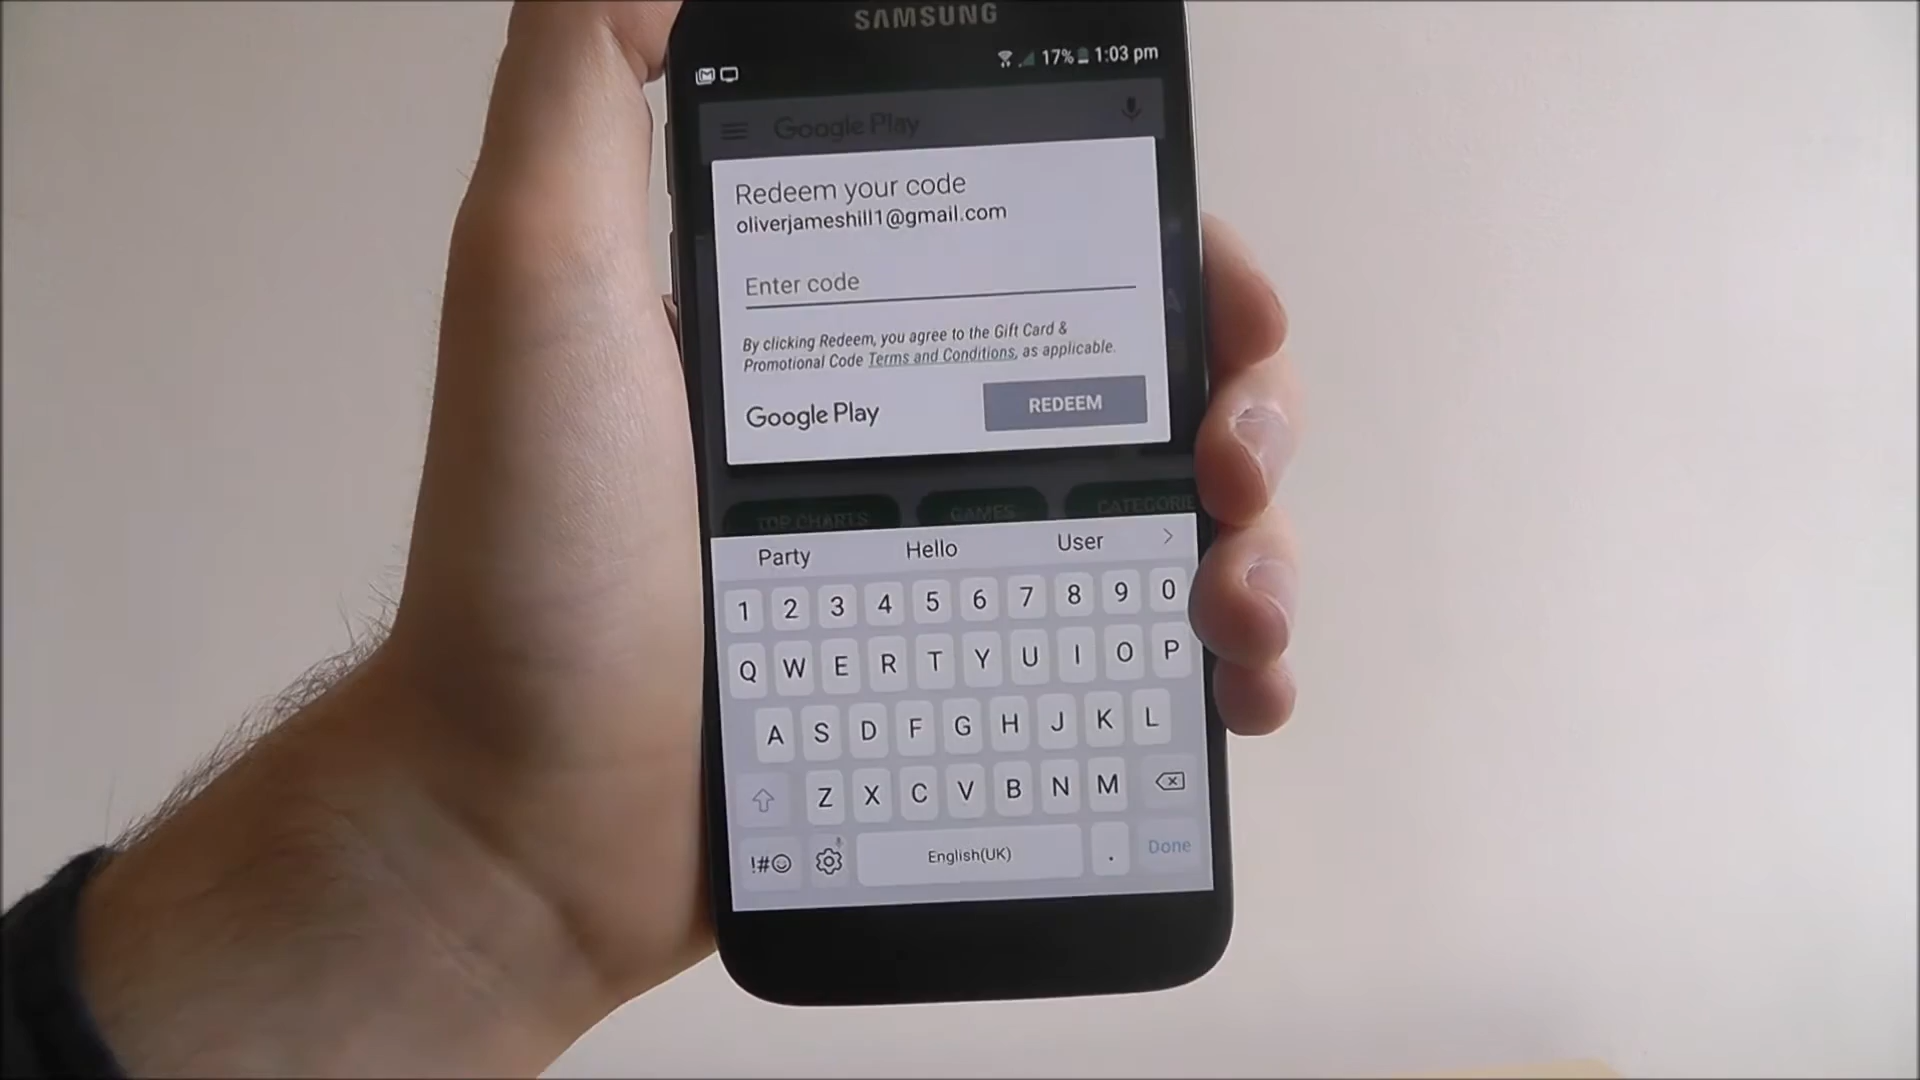 SAMSUNG
17% 1:03 pm
Google Play
Redeem your code
oliverjameshill1@gmail.com
Enter code
By clicking Redeem, you agree to the Gift Card &
Promotional Code Terms and Conditions, as applicable.
Google Play REDEEM
TOP CHARTS GAMES CATEGORIE
Party Hello User
1 2 3 4 5 6 7 8 9 0
Q W E R T Y U I O P
A S D F G H J K L
Z X C V B N M
!#☺ English(UK) . Done